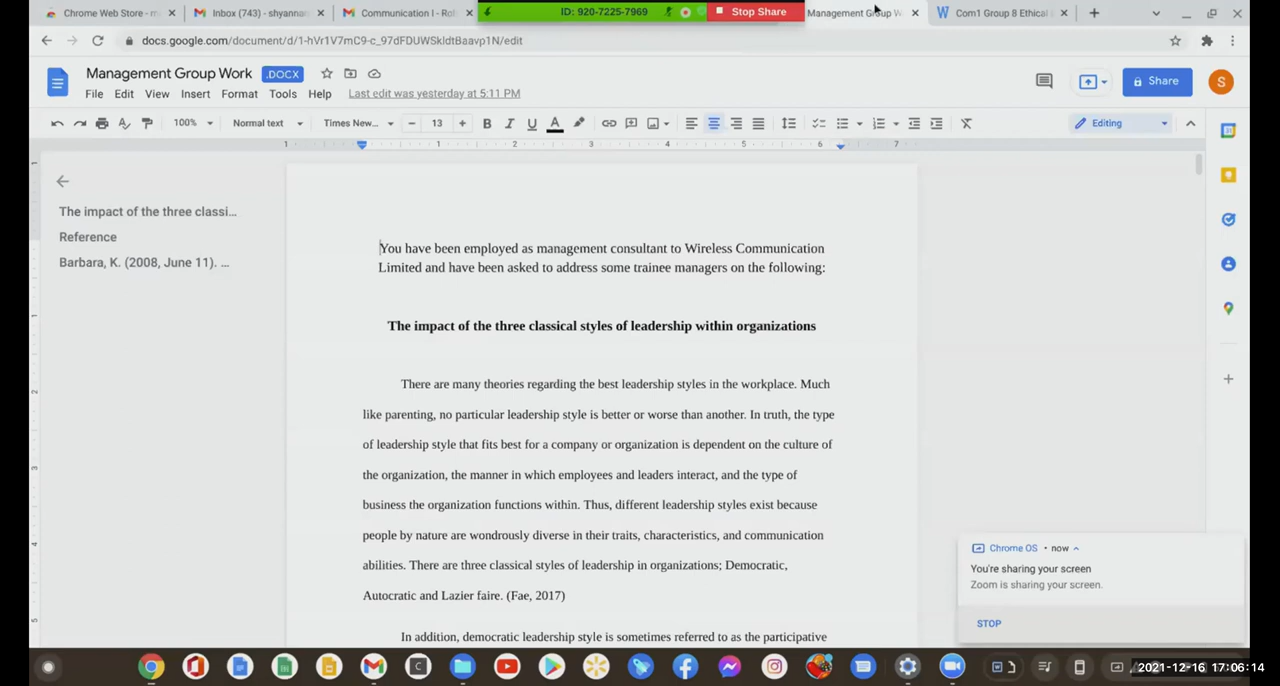 Chrome Web Store - m
Inbox (743) - shyanna
Communication I - Rol
ID: 920-7225-7969
Stop Share
Management Group W
Com1 Group 8 Ethical
docs.google.com/document/d/1-hVr1V7mC9-c_97dFDUWSkldtBaavp1N/edit
Management Group Work .DOCX
File Edit View Insert Format Tools Help Last edit was yesterday at 5:11 PM
Share
S
100% Normal text Times New... 13 B I U A Editing
1 1 2 3 4 5 6 7
The impact of the three classi...
Reference
Barbara, K. (2008, June 11). ...
You have been employed as management consultant to Wireless Communication
Limited and have been asked to address some trainee managers on the following:
The impact of the three classical styles of leadership within organizations
There are many theories regarding the best leadership styles in the workplace. Much
like parenting, no particular leadership style is better or worse than another. In truth, the type
of leadership style that fits best for a company or organization is dependent on the culture of
the organization, the manner in which employees and leaders interact, and the type of
business the organization functions within. Thus, different leadership styles exist because
people by nature are wondrously diverse in their traits, characteristics, and communication
abilities. There are three classical styles of leadership in organizations; Democratic,
Autocratic and Lazier faire. (Fae, 2017)
In addition, democratic leadership style is sometimes referred to as the participative
Chrome OS • now
You're sharing your screen
Zoom is sharing your screen.
STOP
2021-12-16 17:06:14